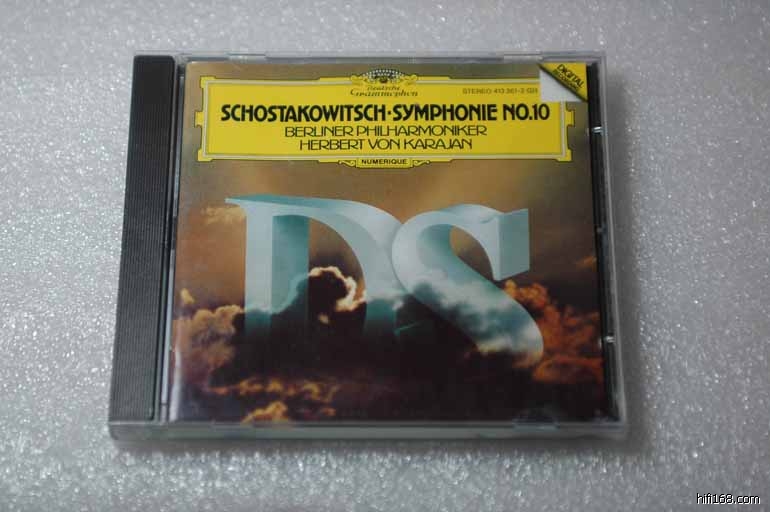 Deutsche
Grammophon
STEREO 413 361-2 GH
DIGITAL
RECORDING
SCHOSTAKOWITSCH·SYMPHONIE NO.10
BERLINER PHILHARMONIKER
HERBERT VON KARAJAN
NUMERIQUE
DS
hifi168.com